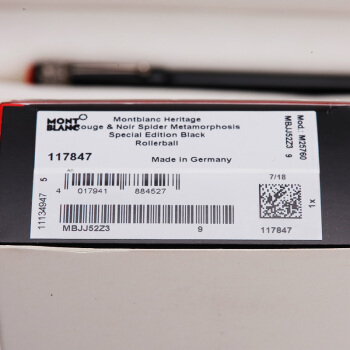 MONT
BLANC
Montblanc Heritage
Rouge & Noir Spider Metamorphosis
Special Edition Black
Rollerball
117847
Made in Germany
4 017941 884527
MBJJ52Z3 9
7/18
117847
1x
11134947 5
Mod. M25760
MBJJ52Z3 9